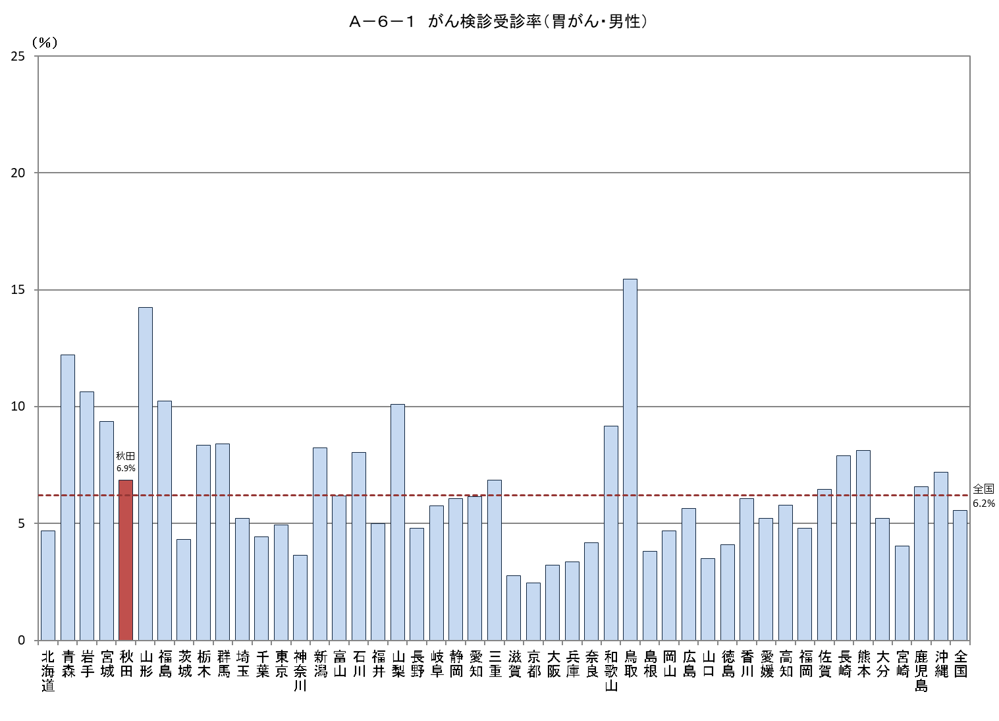 A－6－1　がん検診受診率（胃がん・男性）
（％）
25
20
15
10
5
0
秋田
6.9%
全国
6.2%
北海道
青森
岩手
宮城
秋田
山形
福島
茨城
栃木
群馬
埼玉
千葉
東京
神奈川
新潟
富山
石川
福井
山梨
長野
岐阜
静岡
愛知
三重
滋賀
京都
大阪
兵庫
奈良
和歌山
鳥取
島根
岡山
広島
山口
徳島
香川
愛媛
高知
福岡
佐賀
長崎
熊本
大分
宮崎
鹿児島
沖縄
全国